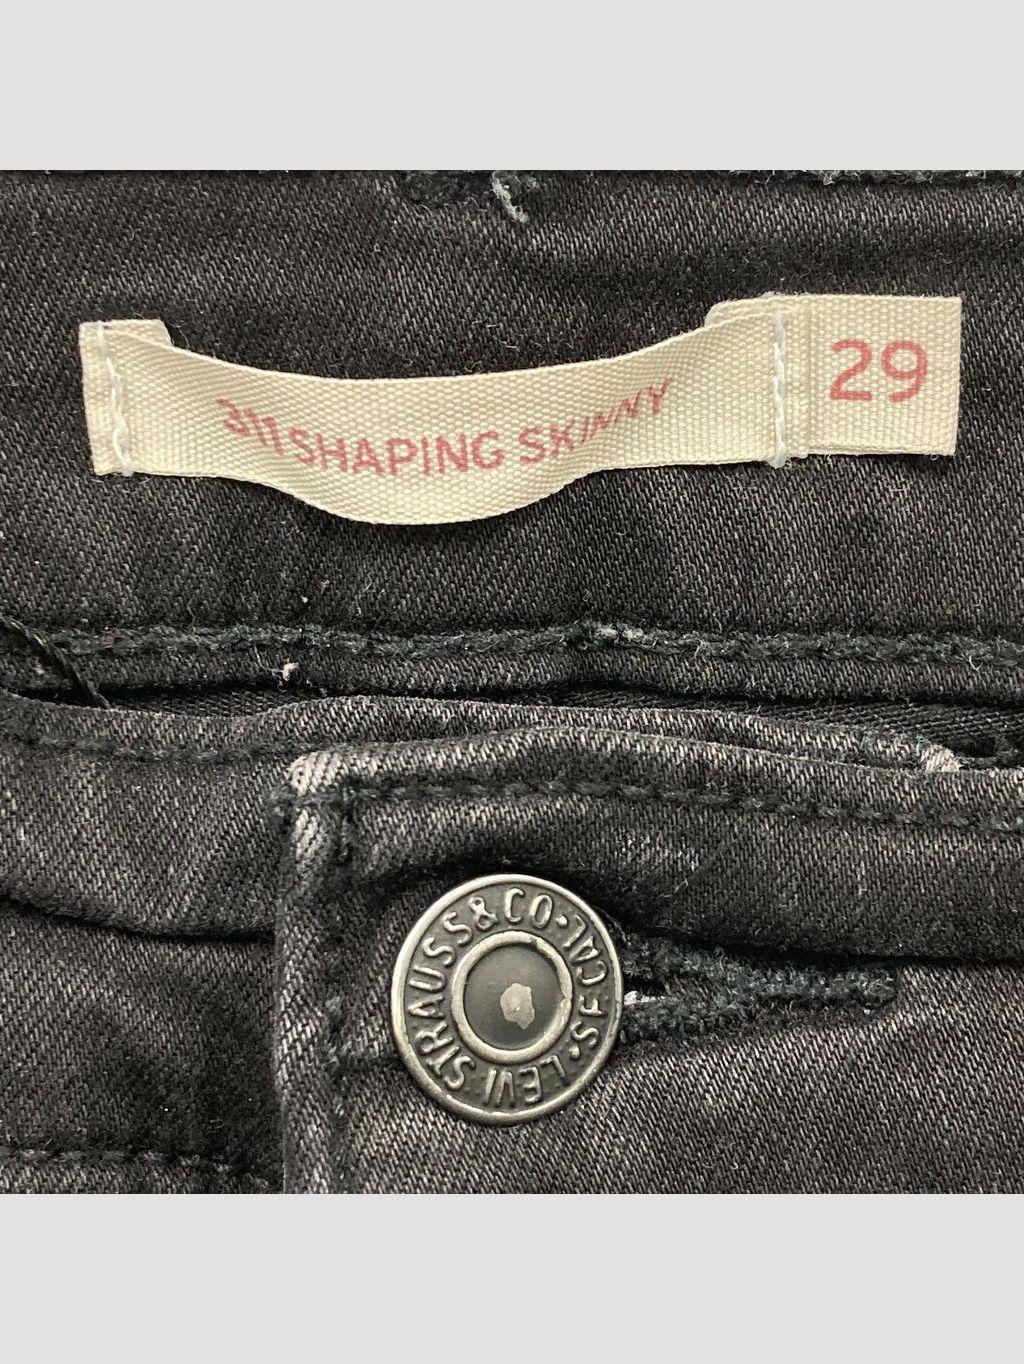 311 SHAPING SKINNY
29
LEVI STRAUSS & CO · S F CAL ·